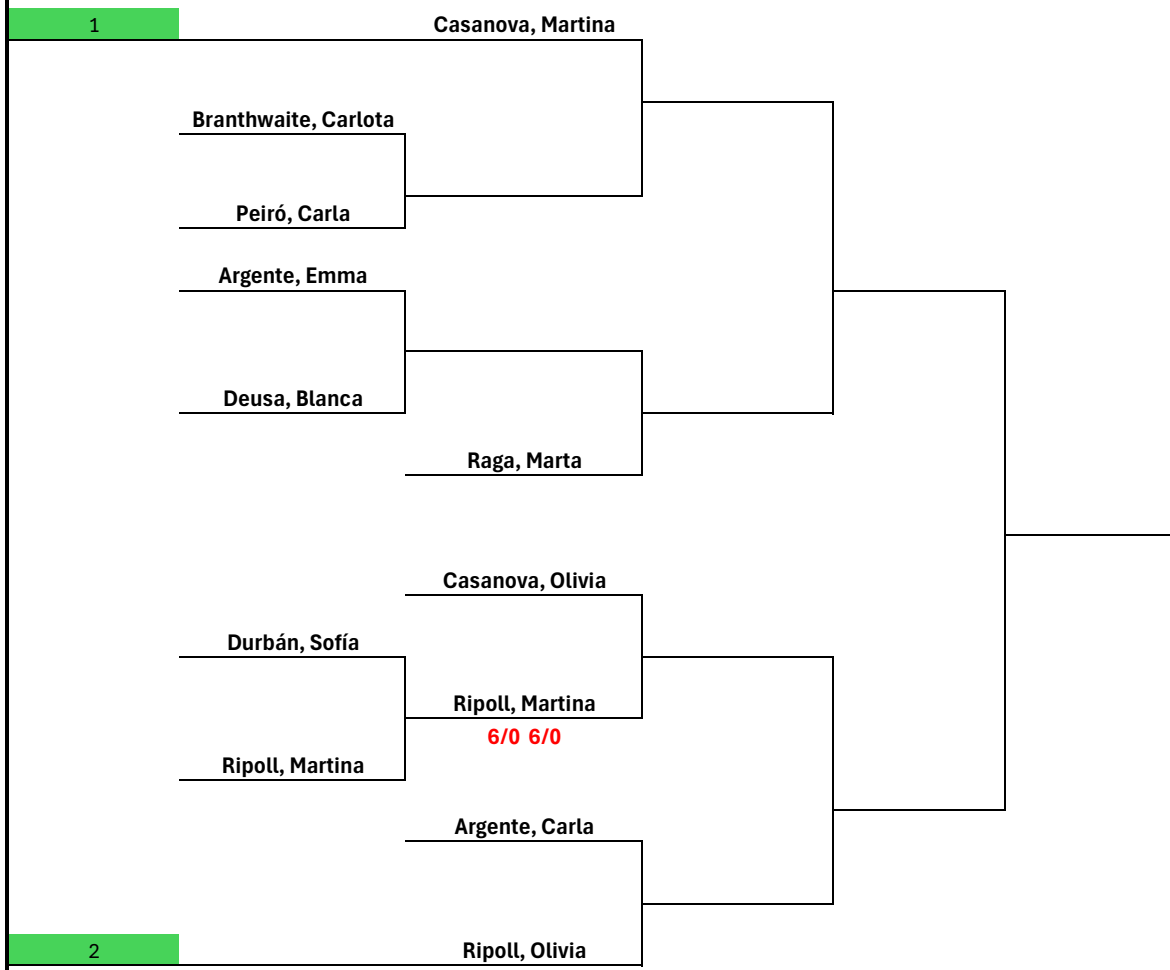 1
Casanova, Martina
Branthwaite, Carlota
Peiró, Carla
Argente, Emma
Deusa, Blanca
Raga, Marta
Casanova, Olivia
Durbán, Sofía
Ripoll, Martina
6/0 6/0
Ripoll, Martina
Argente, Carla
2
Ripoll, Olivia